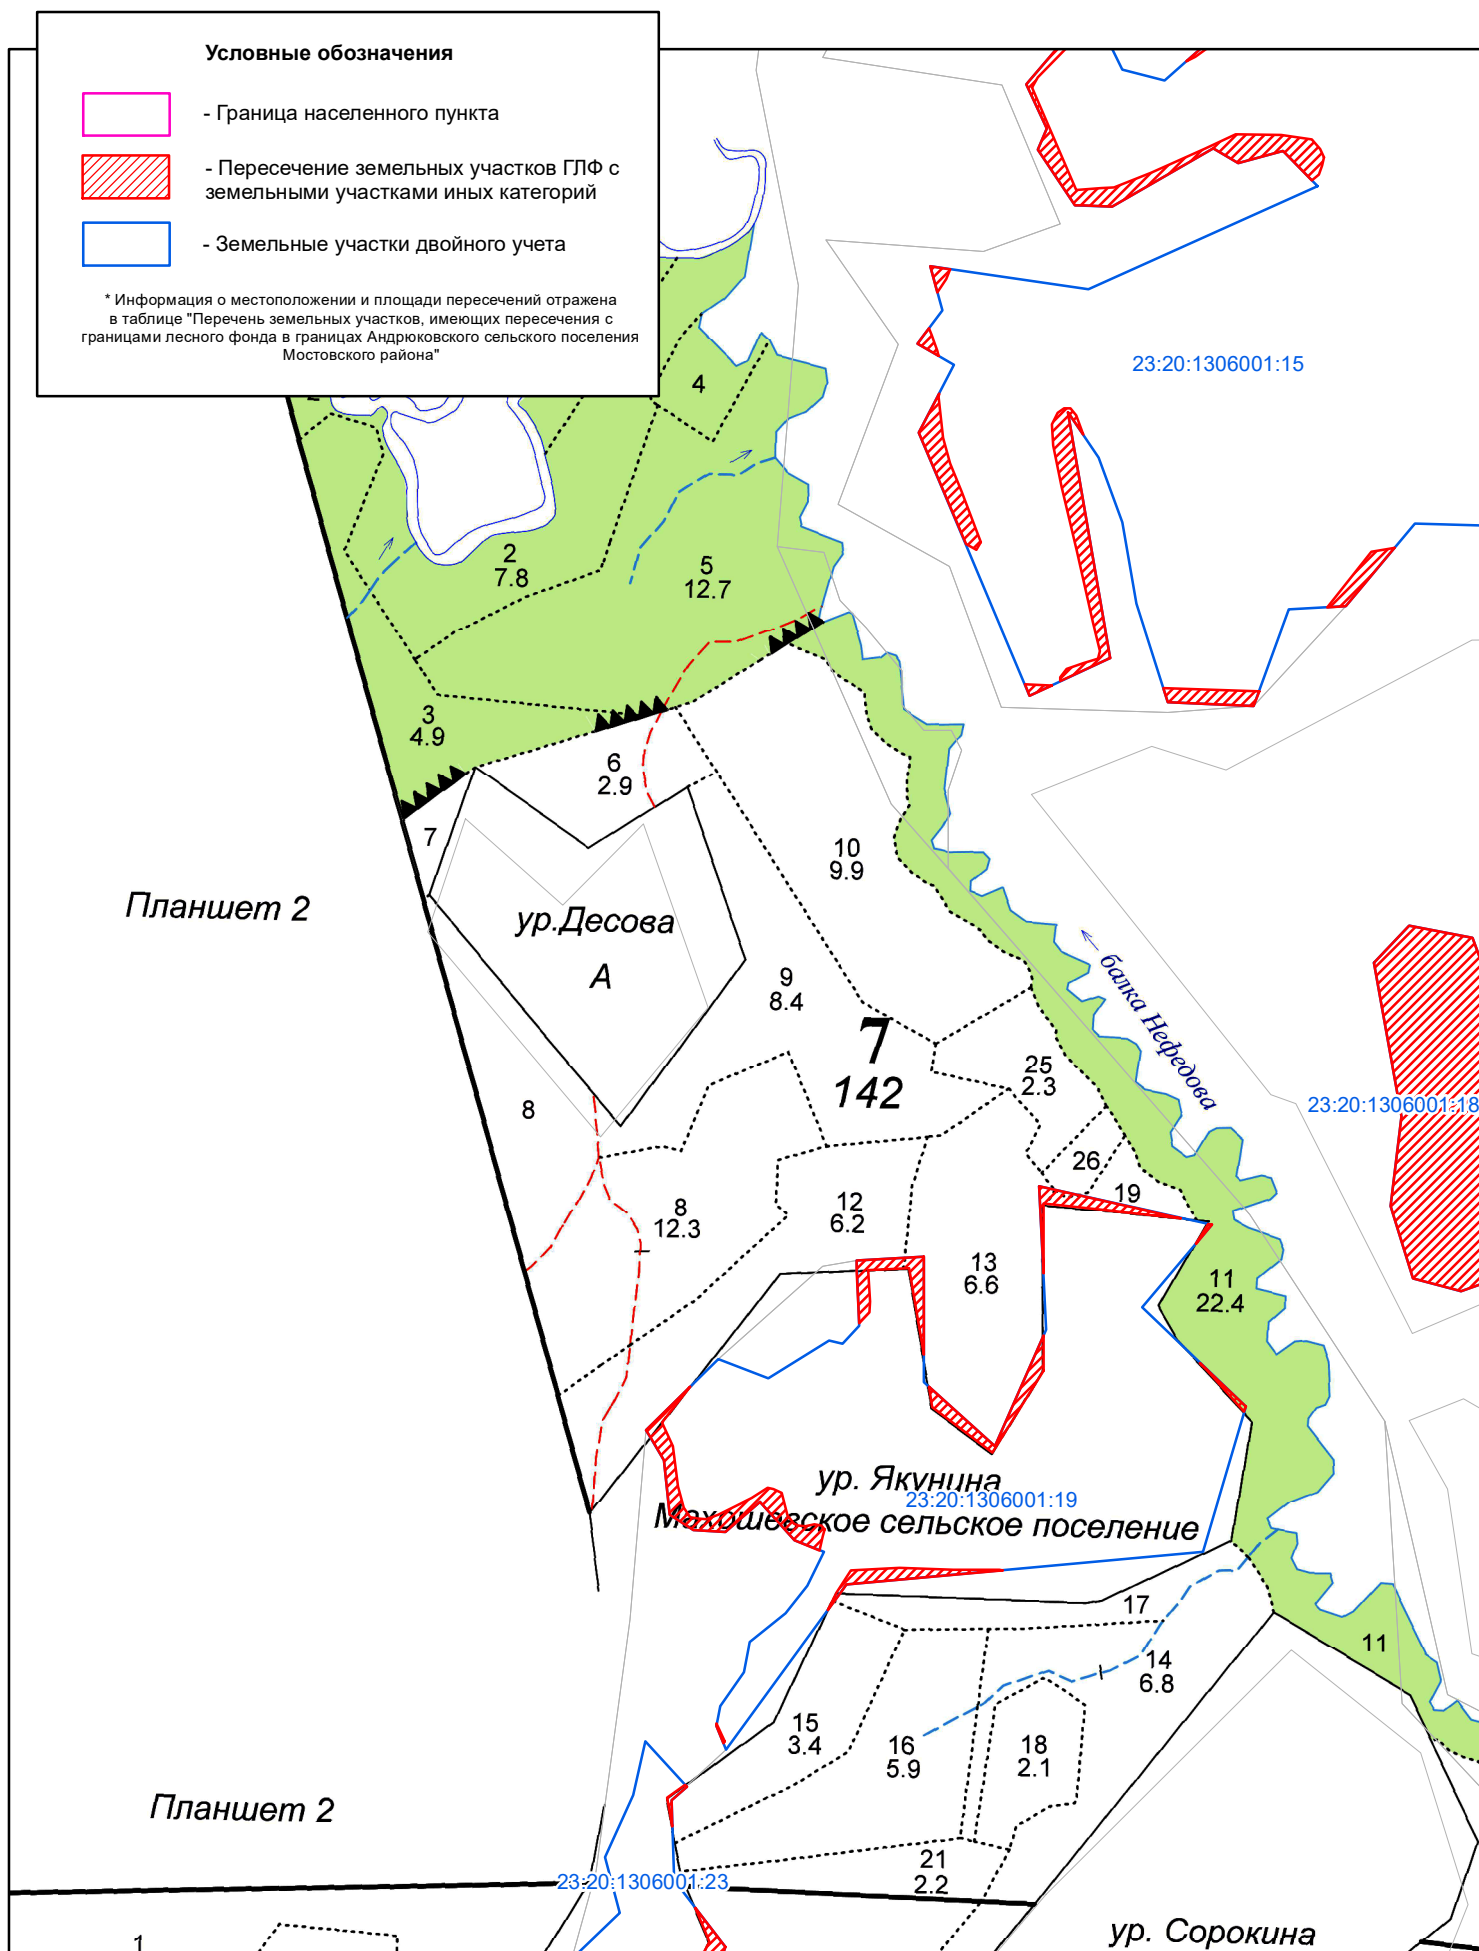 Условные обозначения
- Граница населенного пункта
- Пересечение земельных участков ГЛФ с
земельными участками иных категорий
- Земельные участки двойного учета
* Информация о местоположении и площади пересечений отражена
в таблице "Перечень земельных участков, имеющих пересечения с
границами лесного фонда в границах Андрюковского сельского поселения
Мостовского района"
23:20:1306001:15
4
2
7.8
5
12.7
3
4.9
6
2.9
7
10
9.9
Планшет 2
ур.Десова
А
9
8.4
балка Нефедова
7
142
25
2.3
23:20:1306001:18
8
26
19
8
12.3
12
6.2
13
6.6
11
22.4
ур. Якунина
23:20:1306001:19
Махошевское сельское поселение
17
11
14
6.8
15
3.4
16
5.9
18
2.1
Планшет 2
21
2.2
23:20:1306001:23
ур. Сорокина
1